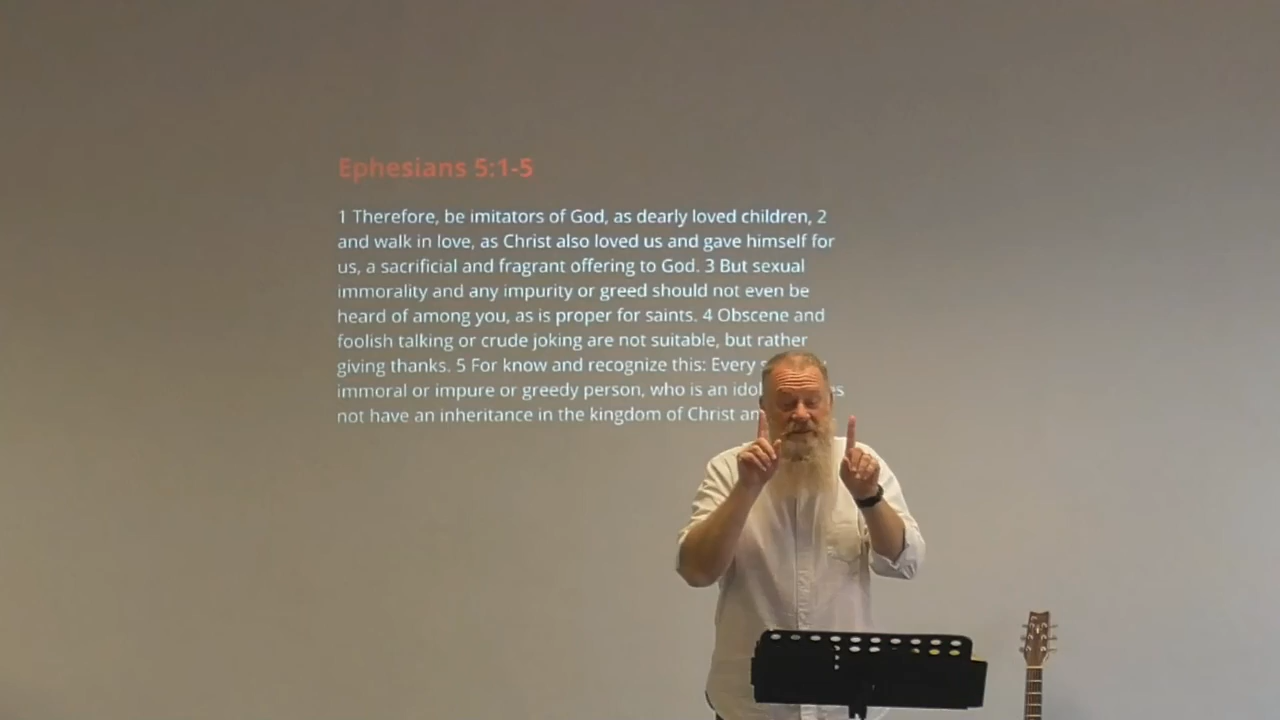 Ephesians 5:1-5
1 Therefore, be imitators of God, as dearly loved children, 2
and walk in love, as Christ also loved us and gave himself for
us, a sacrificial and fragrant offering to God. 3 But sexual
immorality and any impurity or greed should not even be
heard of among you, as is proper for saints. 4 Obscene and
foolish talking or crude joking are not suitable, but rather
giving thanks. 5 For know and recognize this: Every
immoral or impure or greedy person, who is an
not have an inheritance in the kingdom of Christ